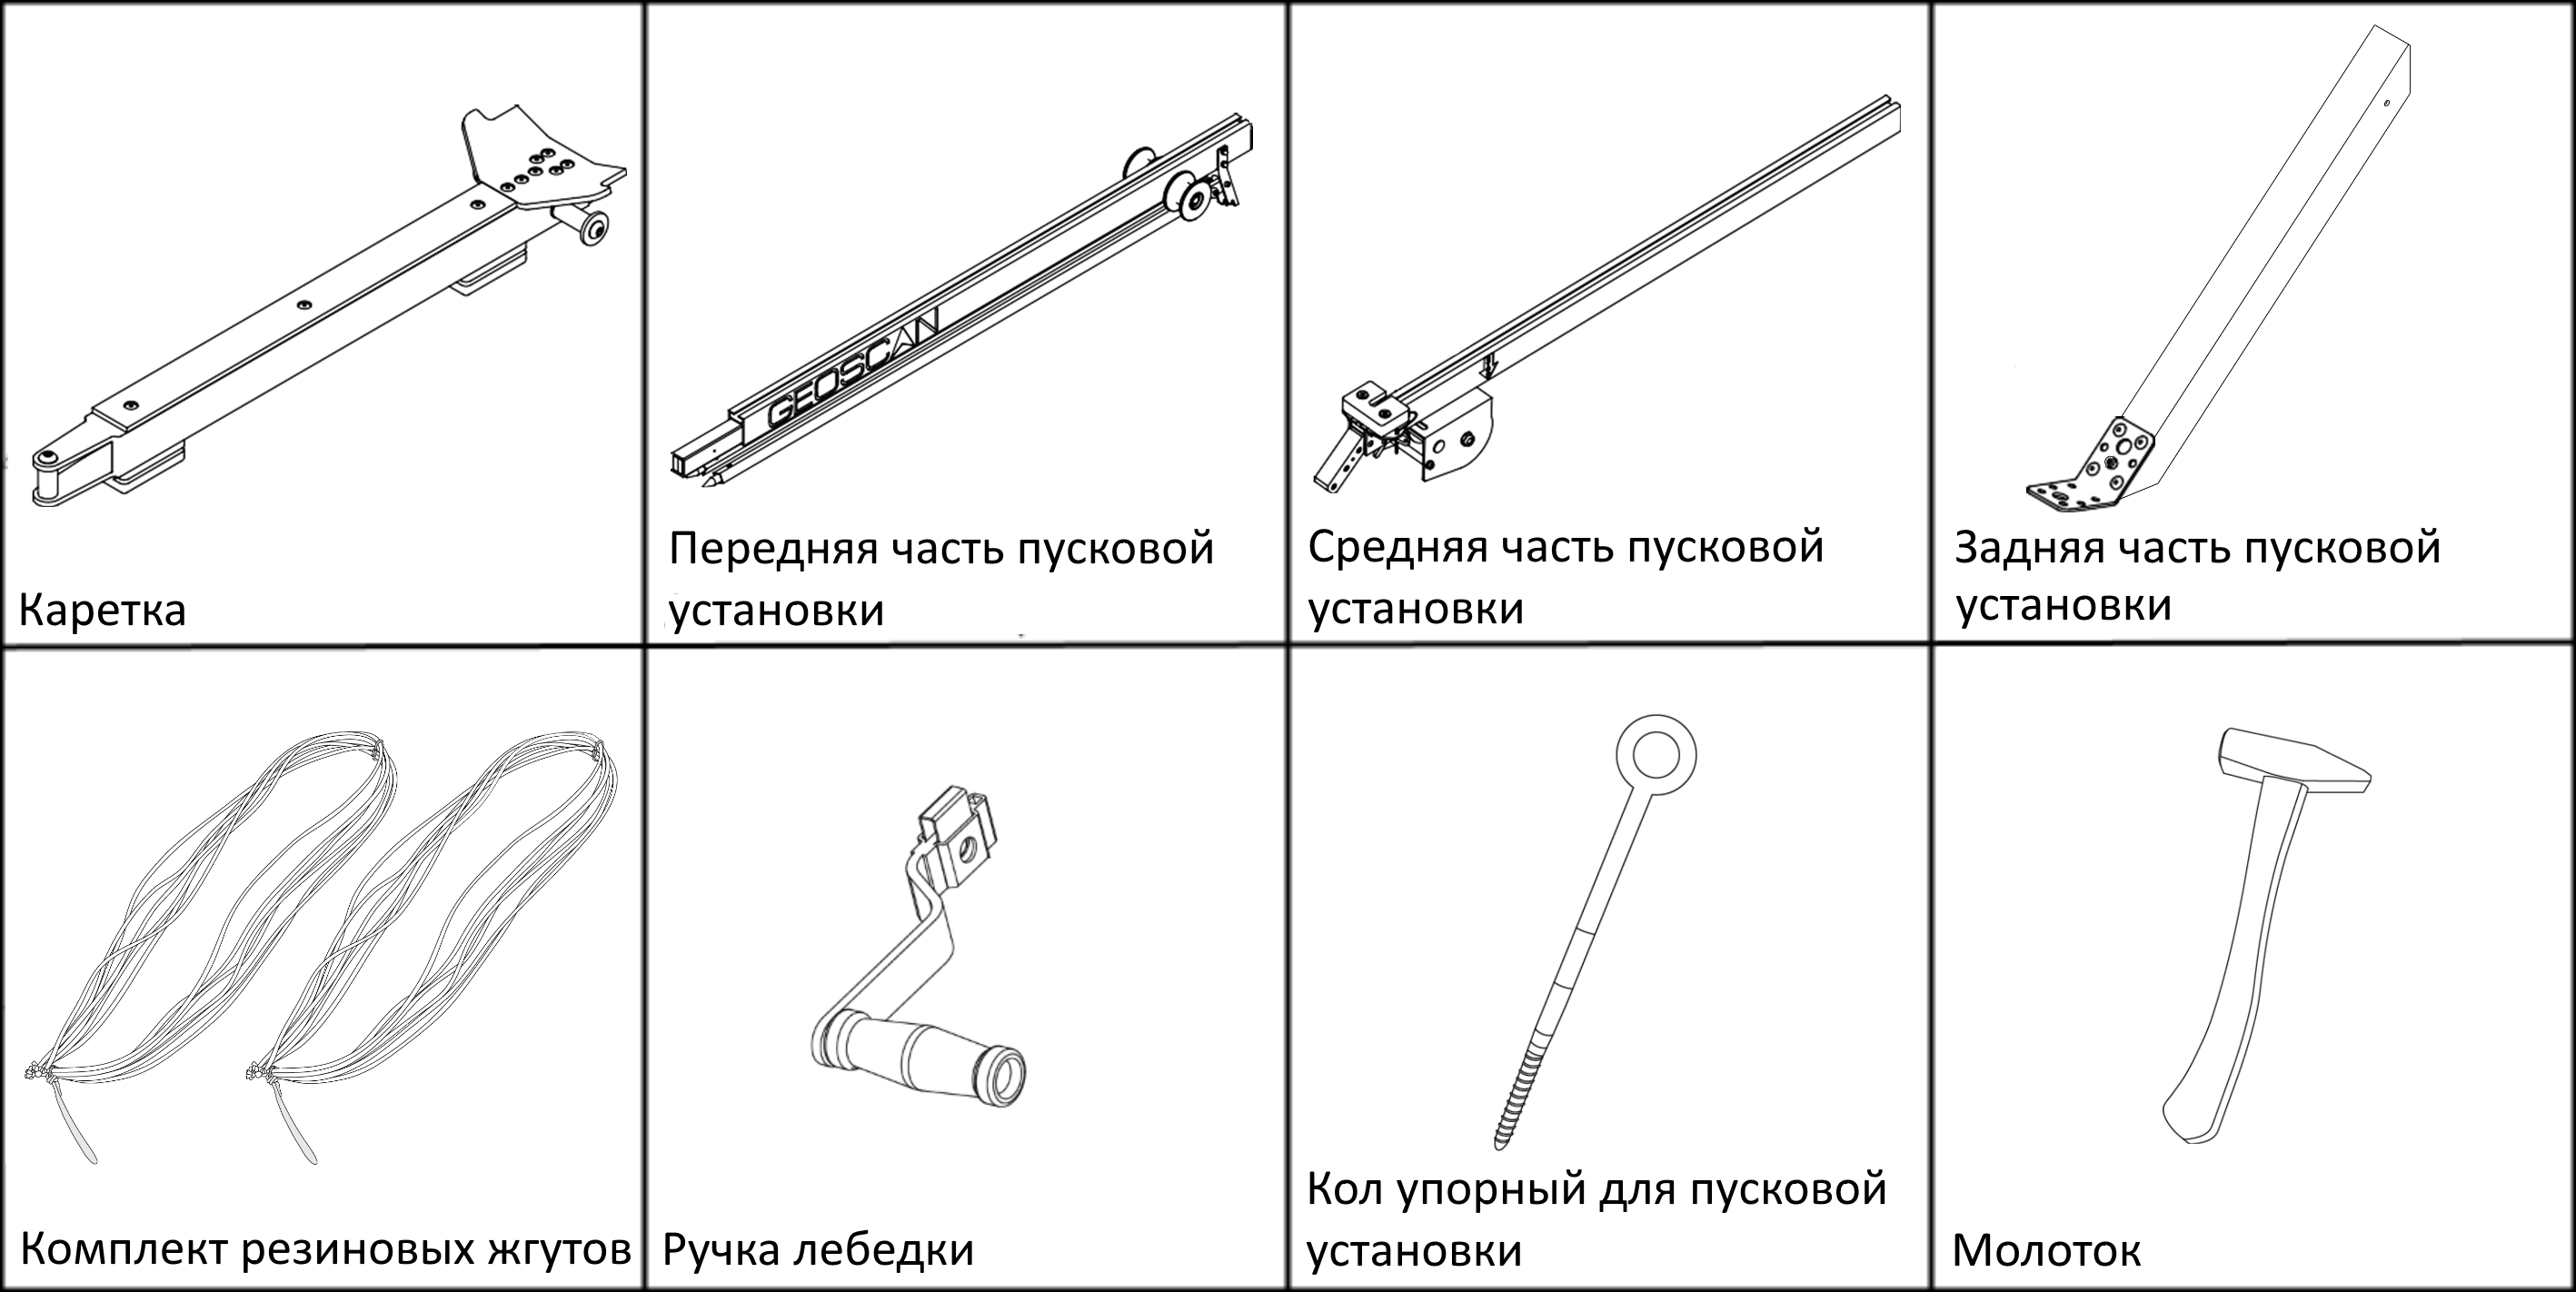 Каретка
GEOSCAN
Передняя часть пусковой
установки
Средняя часть пусковой
установки
Задняя часть пусковой
установки
Комплект резиновых жгутов
Ручка лебедки
Кол упорный для пусковой
установки
Молоток